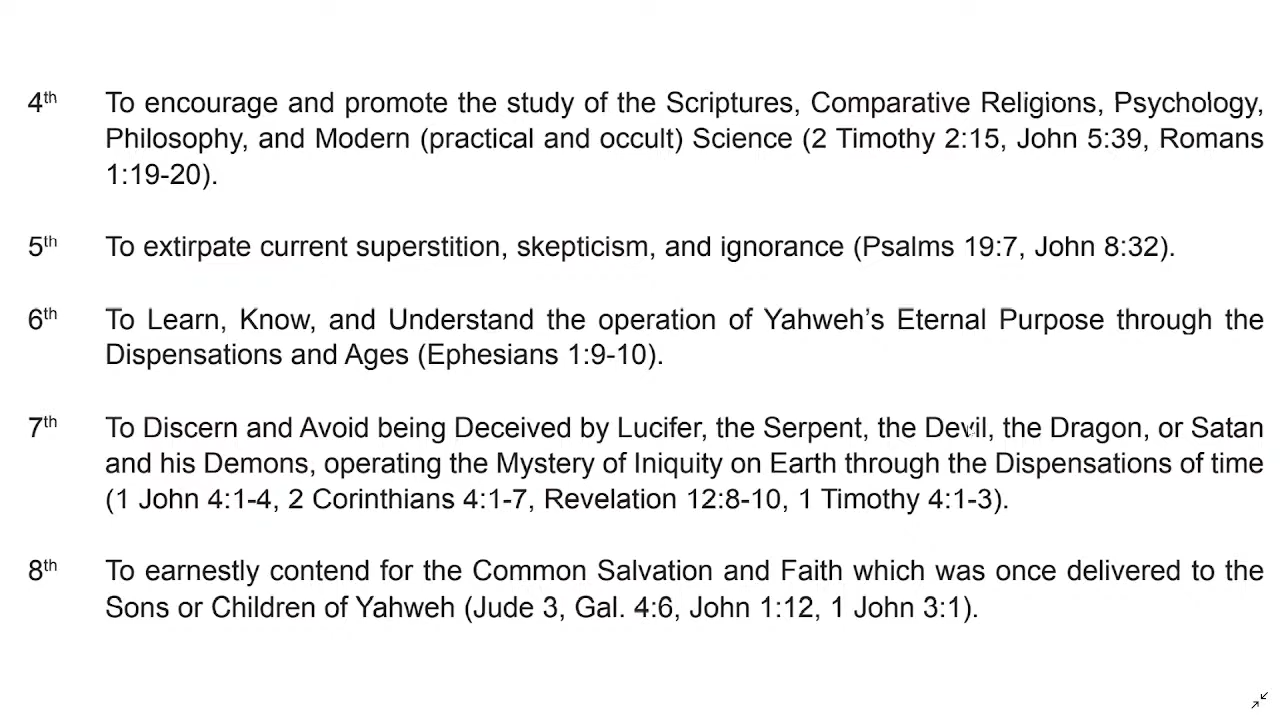 4th To encourage and promote the study of the Scriptures, Comparative Religions, Psychology,
Philosophy, and Modern (practical and occult) Science (2 Timothy 2:15, John 5:39, Romans
1:19-20).
5th To extirpate current superstition, skepticism, and ignorance (Psalms 19:7, John 8:32).
6th To Learn, Know, and Understand the operation of Yahweh’s Eternal Purpose through the
Dispensations and Ages (Ephesians 1:9-10).
7th To Discern and Avoid being Deceived by Lucifer, the Serpent, the Devil, the Dragon, or Satan
and his Demons, operating the Mystery of Iniquity on Earth through the Dispensations of time
(1 John 4:1-4, 2 Corinthians 4:1-7, Revelation 12:8-10, 1 Timothy 4:1-3).
8th To earnestly contend for the Common Salvation and Faith which was once delivered to the
Sons or Children of Yahweh (Jude 3, Gal. 4:6, John 1:12, 1 John 3:1).